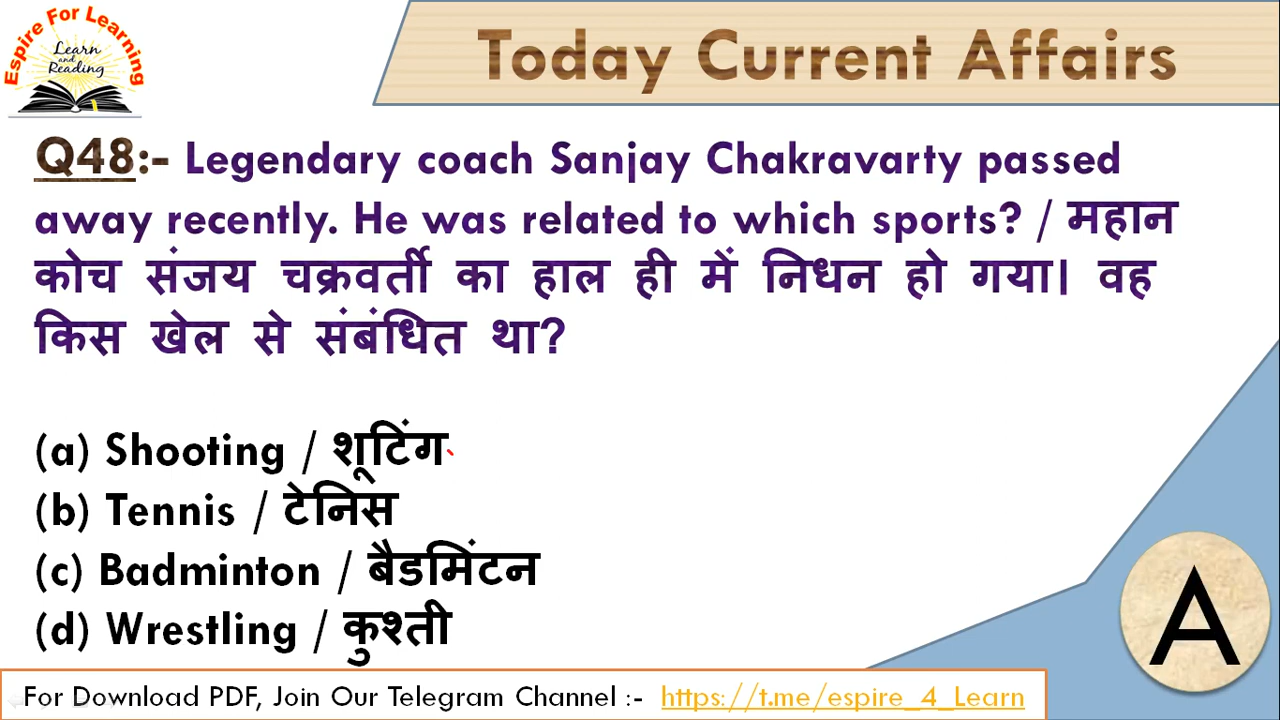 Espire For Learning
Learn
and
Reading
Today Current Affairs
Q48:- Legendary coach Sanjay Chakravarty passed
away recently. He was related to which sports? / महान
कोच संजय चक्रवर्ती का हाल ही में निधन हो गया। वह
किस खेल से संबंधित था?
(a) Shooting / शूटिंग
(b) Tennis / टेनिस
(c) Badminton / बैडमिंटन
(d) Wrestling / कुश्ती
A
For Download PDF, Join Our Telegram Channel :- https://t.me/espire_4_Learn